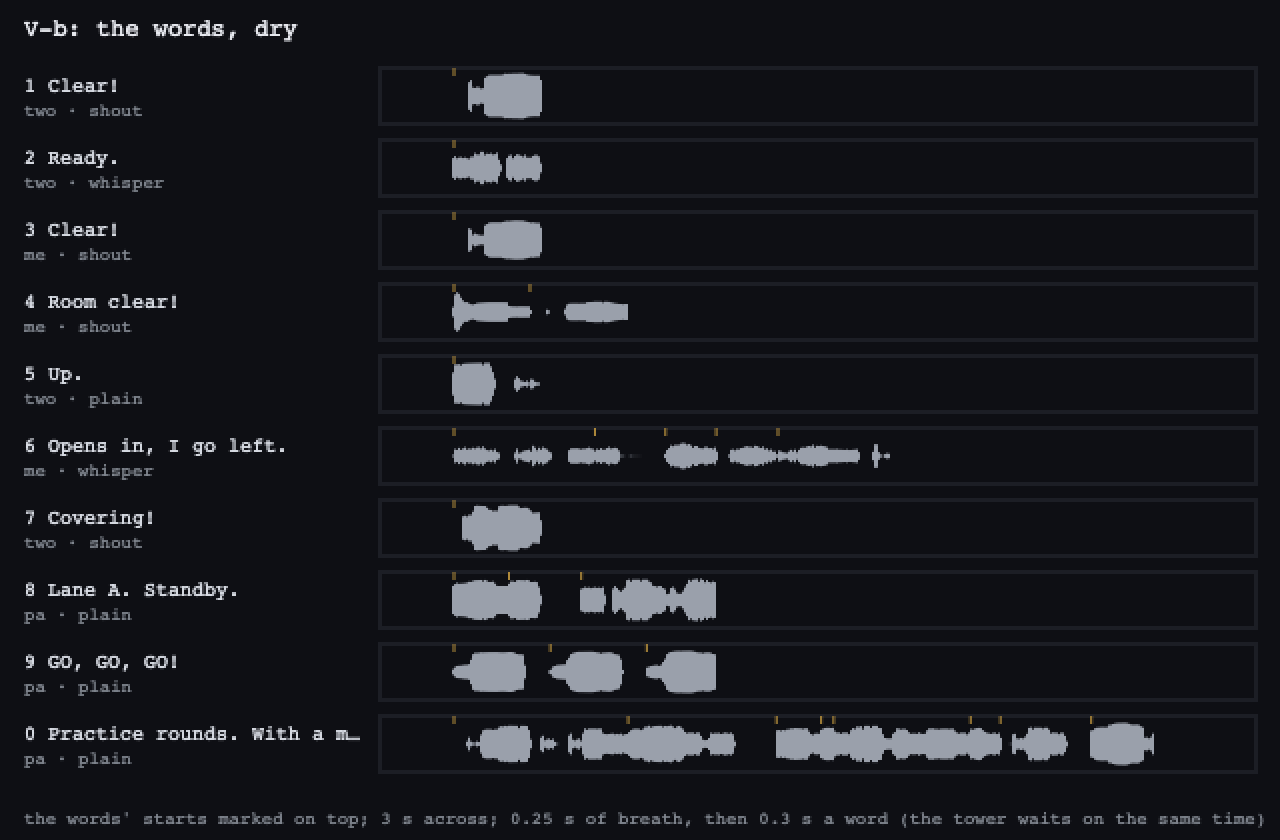 V-b: the words, dry
1 Clear!
two · shout
2 Ready.
two · whisper
3 Clear!
me · shout
4 Room clear!
me · shout
5 Up.
two · plain
6 Opens in, I go left.
me · whisper
7 Covering!
two · shout
8 Lane A. Standby.
pa · plain
9 GO, GO, GO!
pa · plain
0 Practice rounds. With a m…
pa · plain
the words' starts marked on top; 3 s across; 0.25 s of breath, then 0.3 s a word (the tower waits on the same time)